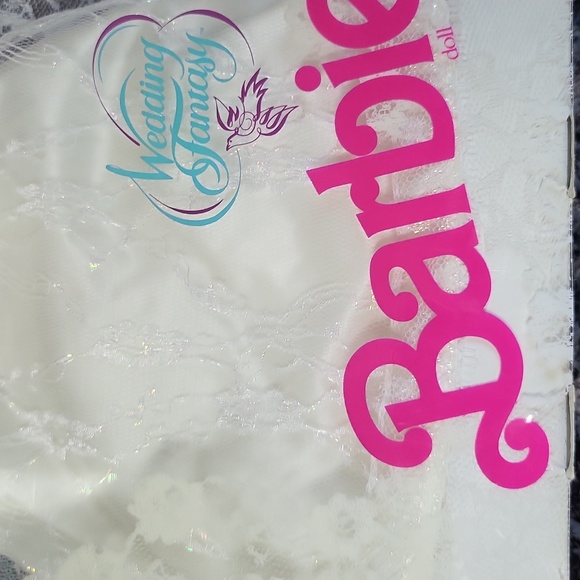 Wedding
Fantasy
Barbie
doll